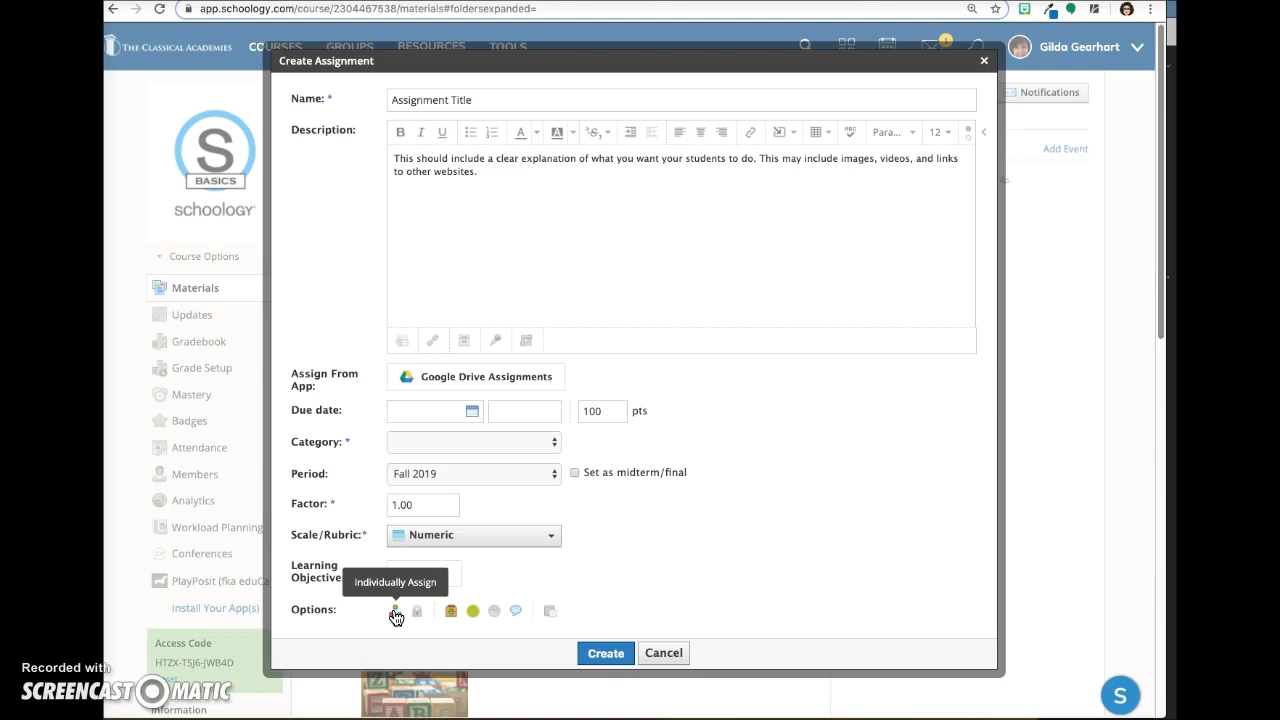 app.schoology.com/course/2304467538/materials#foldersexpanded=
THE CLASSICAL ACADEMIES
COURSES
GROUPS
RESOURCES
TOOLS
Gilda Gearhart
Create Assignment
Notifications
Add Event
S
BASICS
schoology
Course Options
Materials
Updates
Gradebook
Grade Setup
Mastery
Badges
Attendance
Members
Analytics
Workload Planning
Conferences
PlayPosit (fka eduCa
Install Your App(s)
Access Code
HTZX-T5J6-JWB4D
Information
Name: *
Assignment Title
Description:
B I U
Para...
12
This should include a clear explanation of what you want your students to do. This may include images, videos, and links
to other websites.
Assign From
App:
Google Drive Assignments
Due date:
100 pts
Category: *
Period:
Fall 2019
Set as midterm/final
Factor: *
1.00
Scale/Rubric:*
Numeric
Learning
Objective
Individually Assign
Options:
Create
Cancel
Recorded with
SCREENCAST MATIC
S